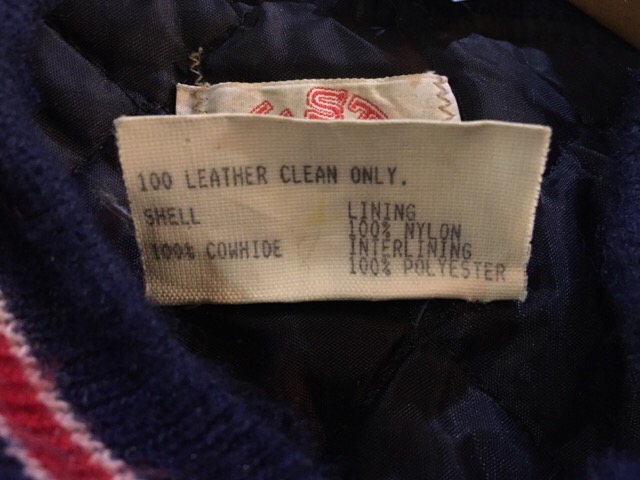 100 LEATHER CLEAN ONLY.
SHELL
100% COWHIDE
LINING
100% NYLON
INTERLINING
100% POLYESTER